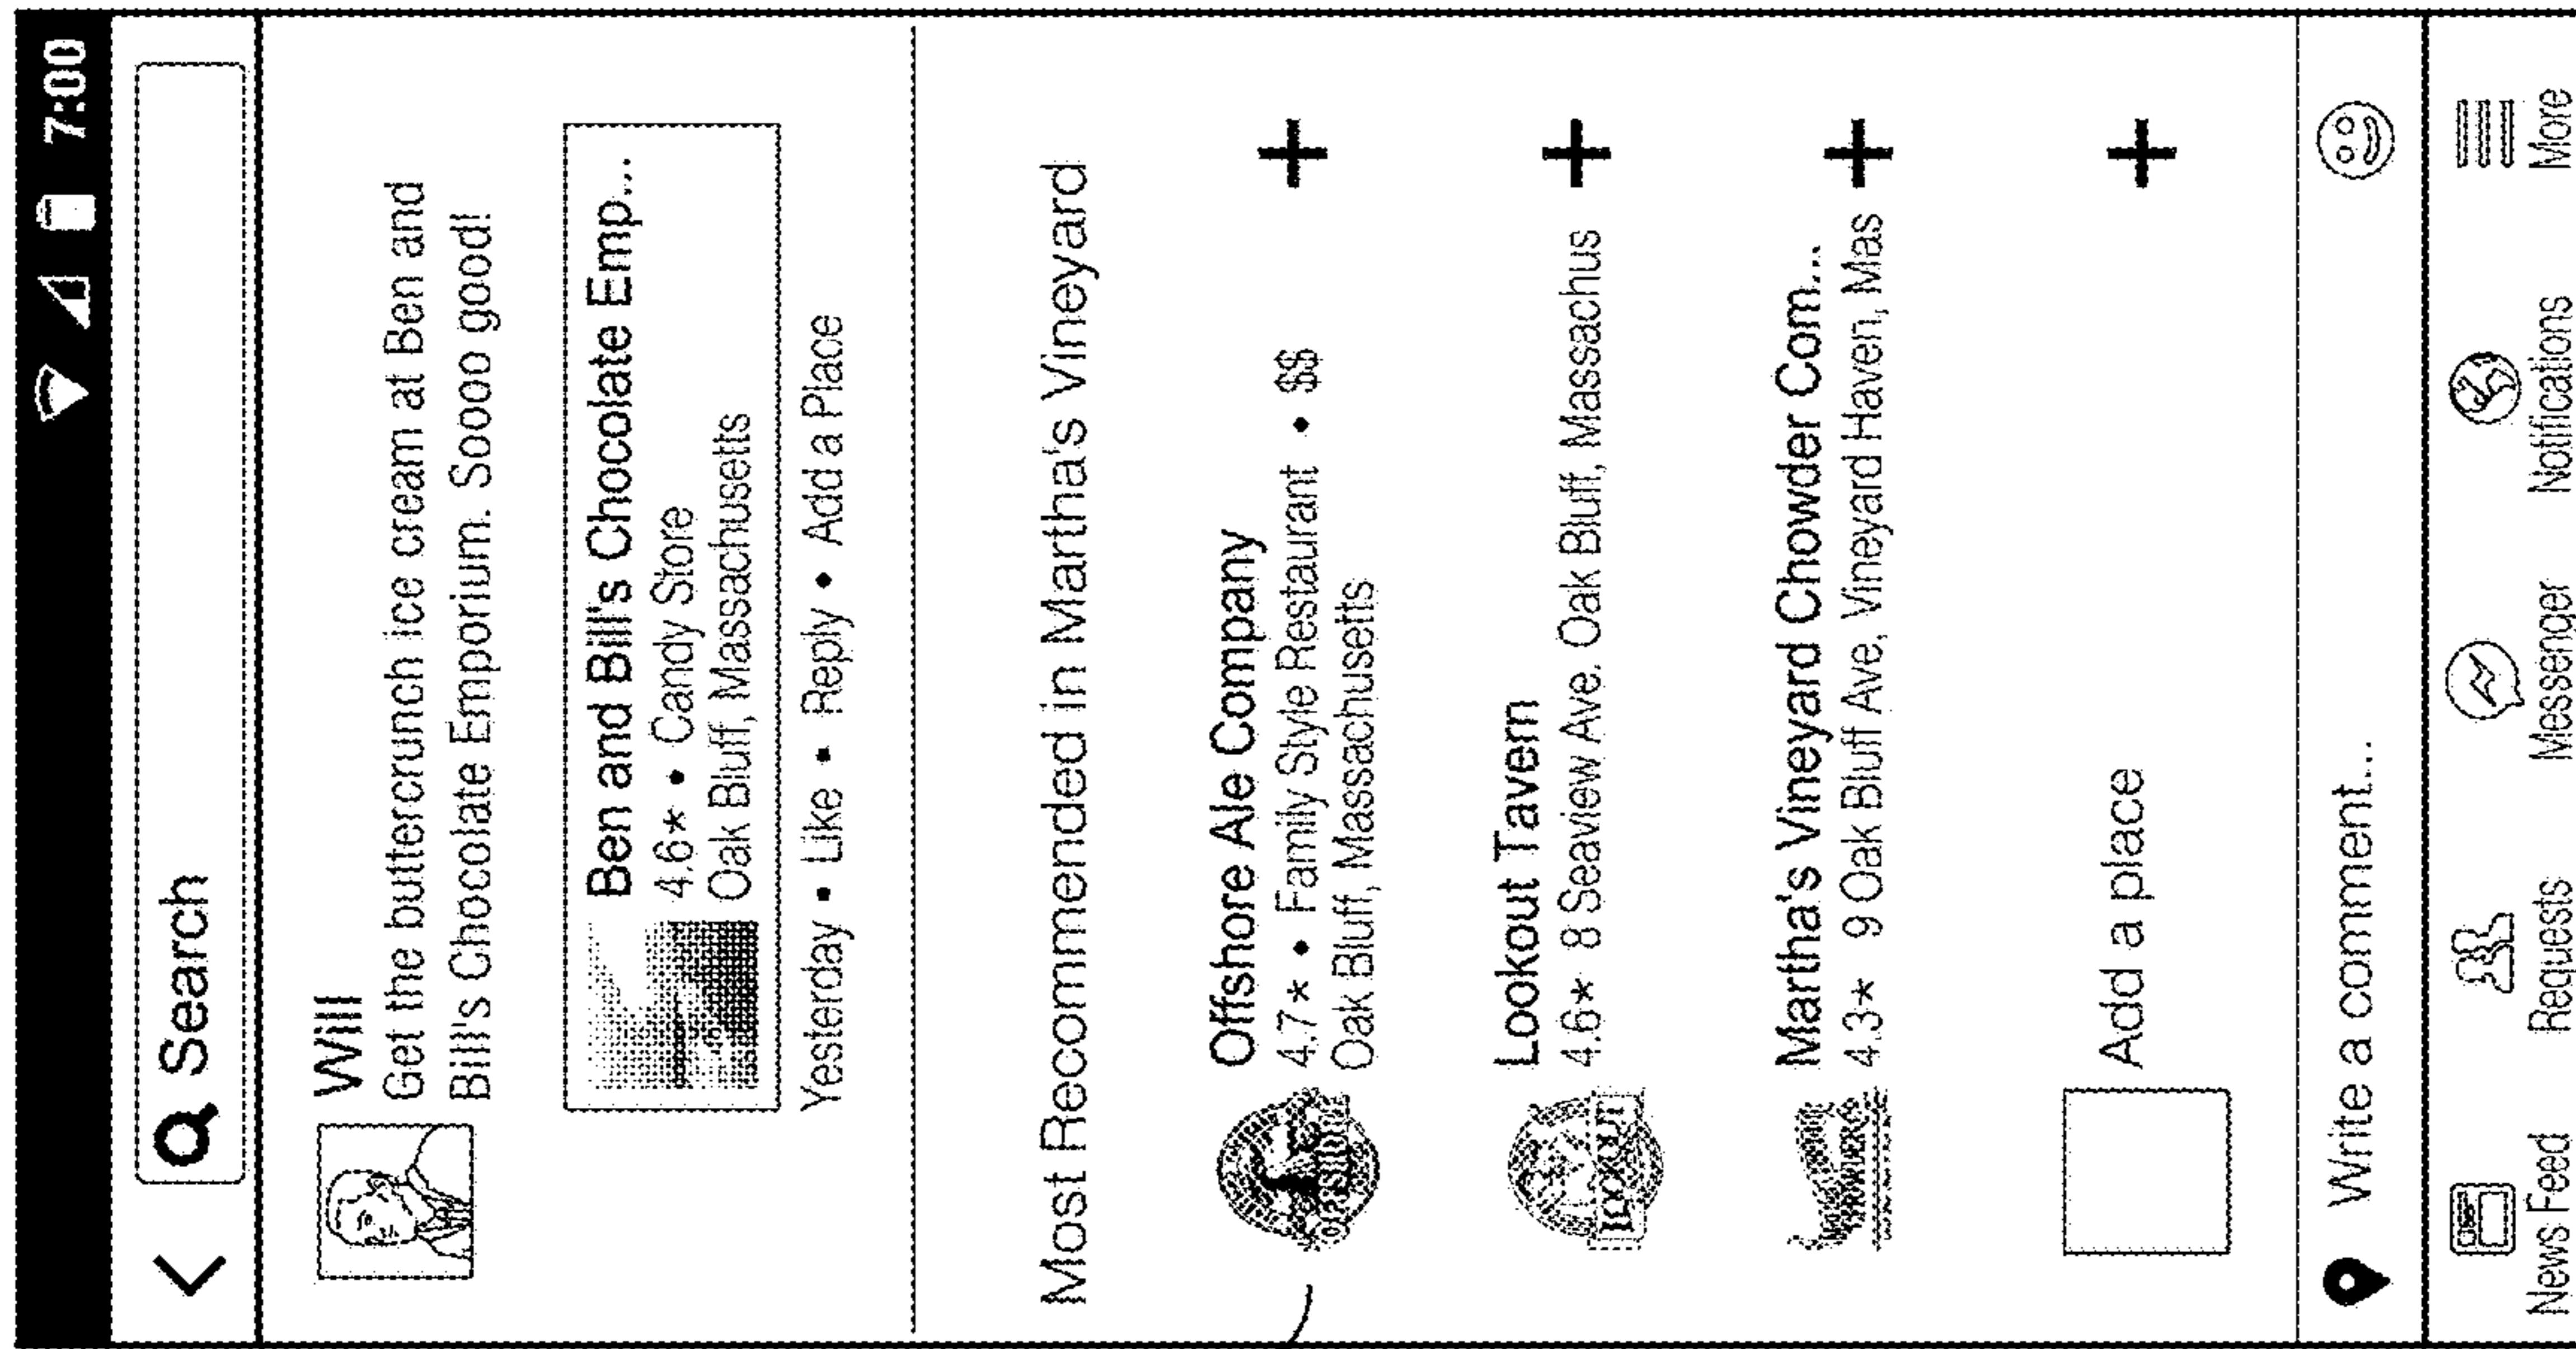 7:00
Search
Will
Get the buttercrunch ice cream at Ben and
Bill's Chocolate Emporium. Soooo good!
Ben and Bill's Chocolate Emp...
4.6★ • Candy Store
Oak Bluff, Massachusetts
Yesterday • Like • Reply • Add a Place
Most Recommended in Martha's Vineyard
Offshore Ale Company
4.7★ • Family Style Restaurant • $$
Oak Bluff, Massachusetts
OFFSHORE
Lookout Tavern
4.6★ 8 Seaview Ave. Oak Bluff, Massachus
LOOKOUT
Martha's Vineyard Chowder Com...
4.3★ 9 Oak Bluff Ave, Vineyard Haven, Mas
Add a place
Write a comment...
News Feed Requests Messenger Notifications More